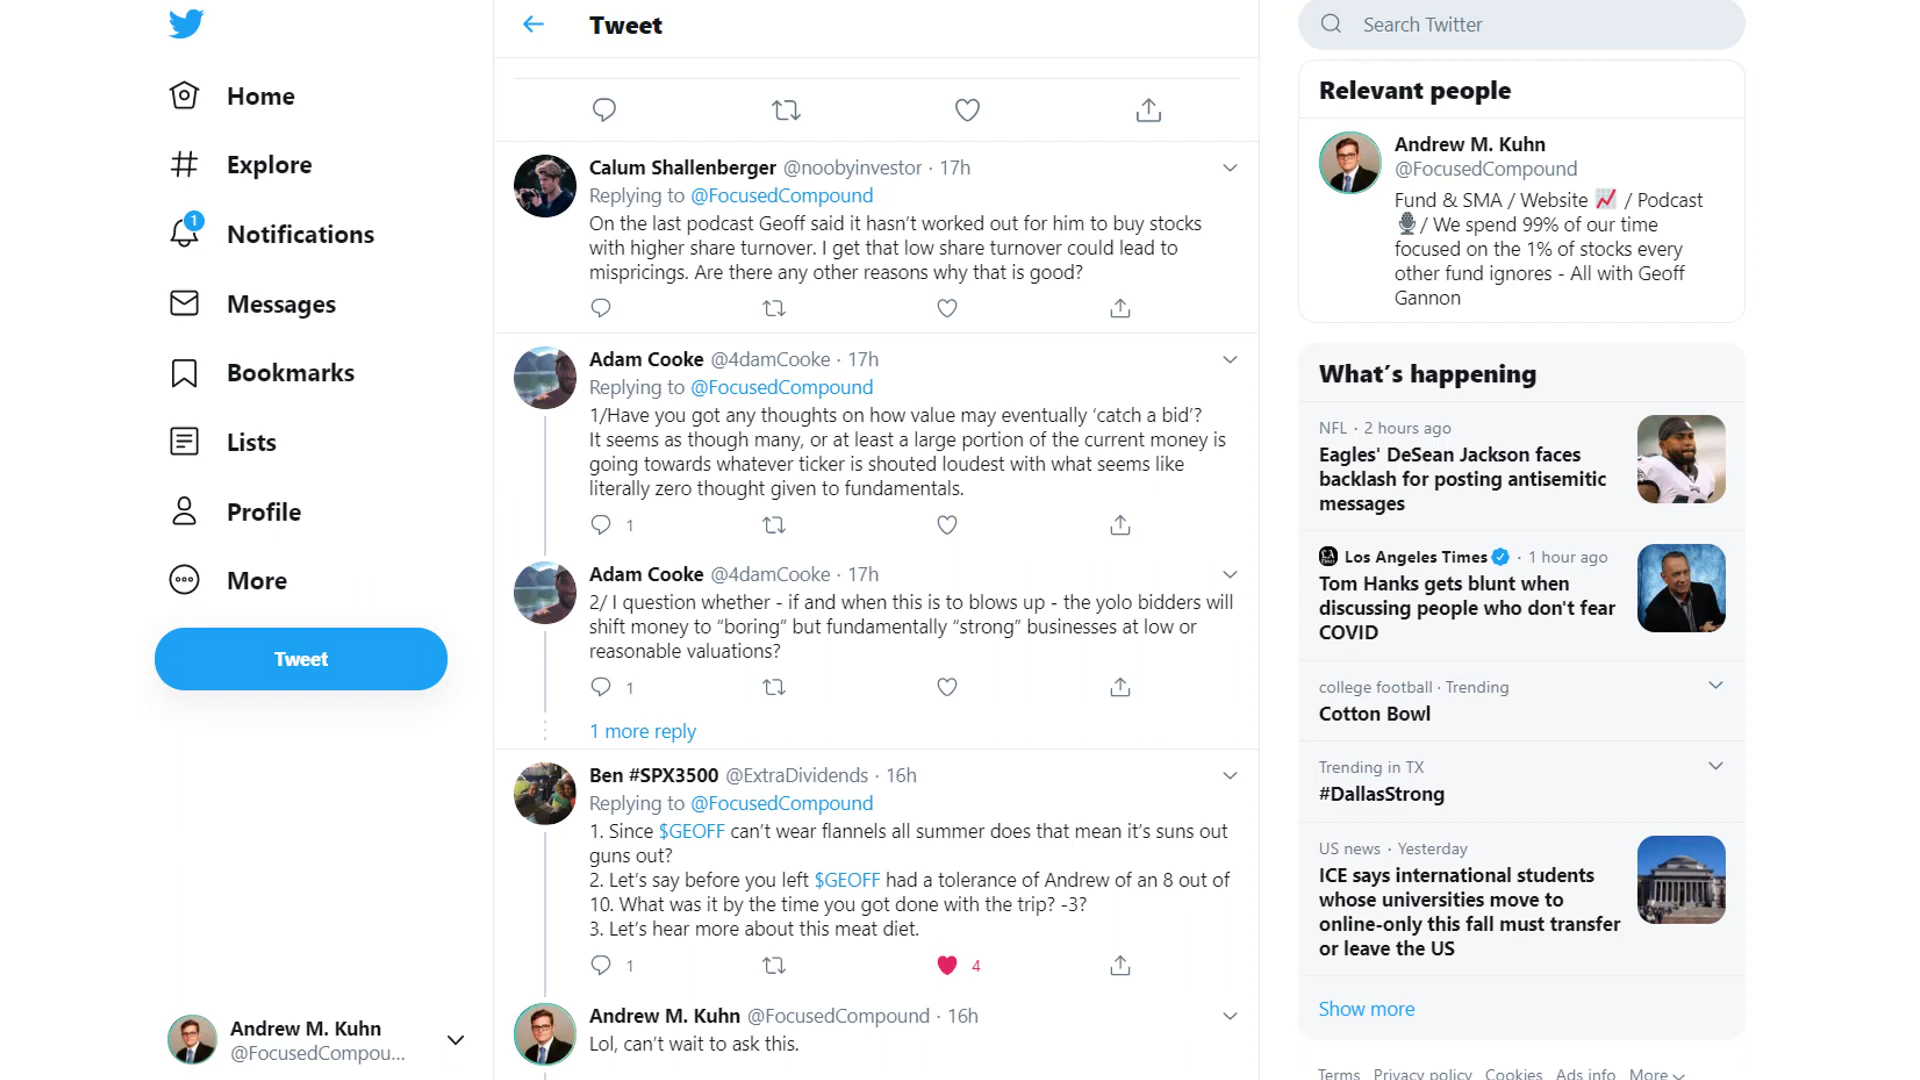 Home
Explore
1
Notifications
Messages
Bookmarks
Lists
Profile
More
Tweet
Andrew M. Kuhn
@FocusedCompou...
Tweet
Calum Shallenberger @noobyinvestor · 17h
Replying to @FocusedCompound
On the last podcast Geoff said it hasn’t worked out for him to buy stocks
with higher share turnover. I get that low share turnover could lead to
mispricings. Are there any other reasons why that is good?
Adam Cooke @4damCooke · 17h
Replying to @FocusedCompound
1/Have you got any thoughts on how value may eventually ‘catch a bid’?
It seems as though many, or at least a large portion of the current money is
going towards whatever ticker is shouted loudest with what seems like
literally zero thought given to fundamentals.
1
Adam Cooke @4damCooke · 17h
2/ I question whether - if and when this is to blows up - the yolo bidders will
shift money to “boring” but fundamentally “strong” businesses at low or
reasonable valuations?
1
1 more reply
Ben #SPX3500 @ExtraDividends · 16h
Replying to @FocusedCompound
1. Since $GEOFF can’t wear flannels all summer does that mean it’s suns out
guns out?
2. Let’s say before you left $GEOFF had a tolerance of Andrew of an 8 out of
10. What was it by the time you got done with the trip? -3?
3. Let’s hear more about this meat diet.
1 4
Andrew M. Kuhn @FocusedCompound · 16h
Lol, can’t wait to ask this.
Search Twitter
Relevant people
Andrew M. Kuhn
@FocusedCompound
Fund & SMA / Website 📈 / Podcast
🎙/ We spend 99% of our time
focused on the 1% of stocks every
other fund ignores - All with Geoff
Gannon
What’s happening
NFL · 2 hours ago
Eagles' DeSean Jackson faces
backlash for posting antisemitic
messages
Los Angeles Times · 1 hour ago
Tom Hanks gets blunt when
discussing people who don't fear
COVID
college football · Trending
Cotton Bowl
Trending in TX
#DallasStrong
US news · Yesterday
ICE says international students
whose universities move to
online-only this fall must transfer
or leave the US
Show more
Terms Privacy policy Cookies Ads info More